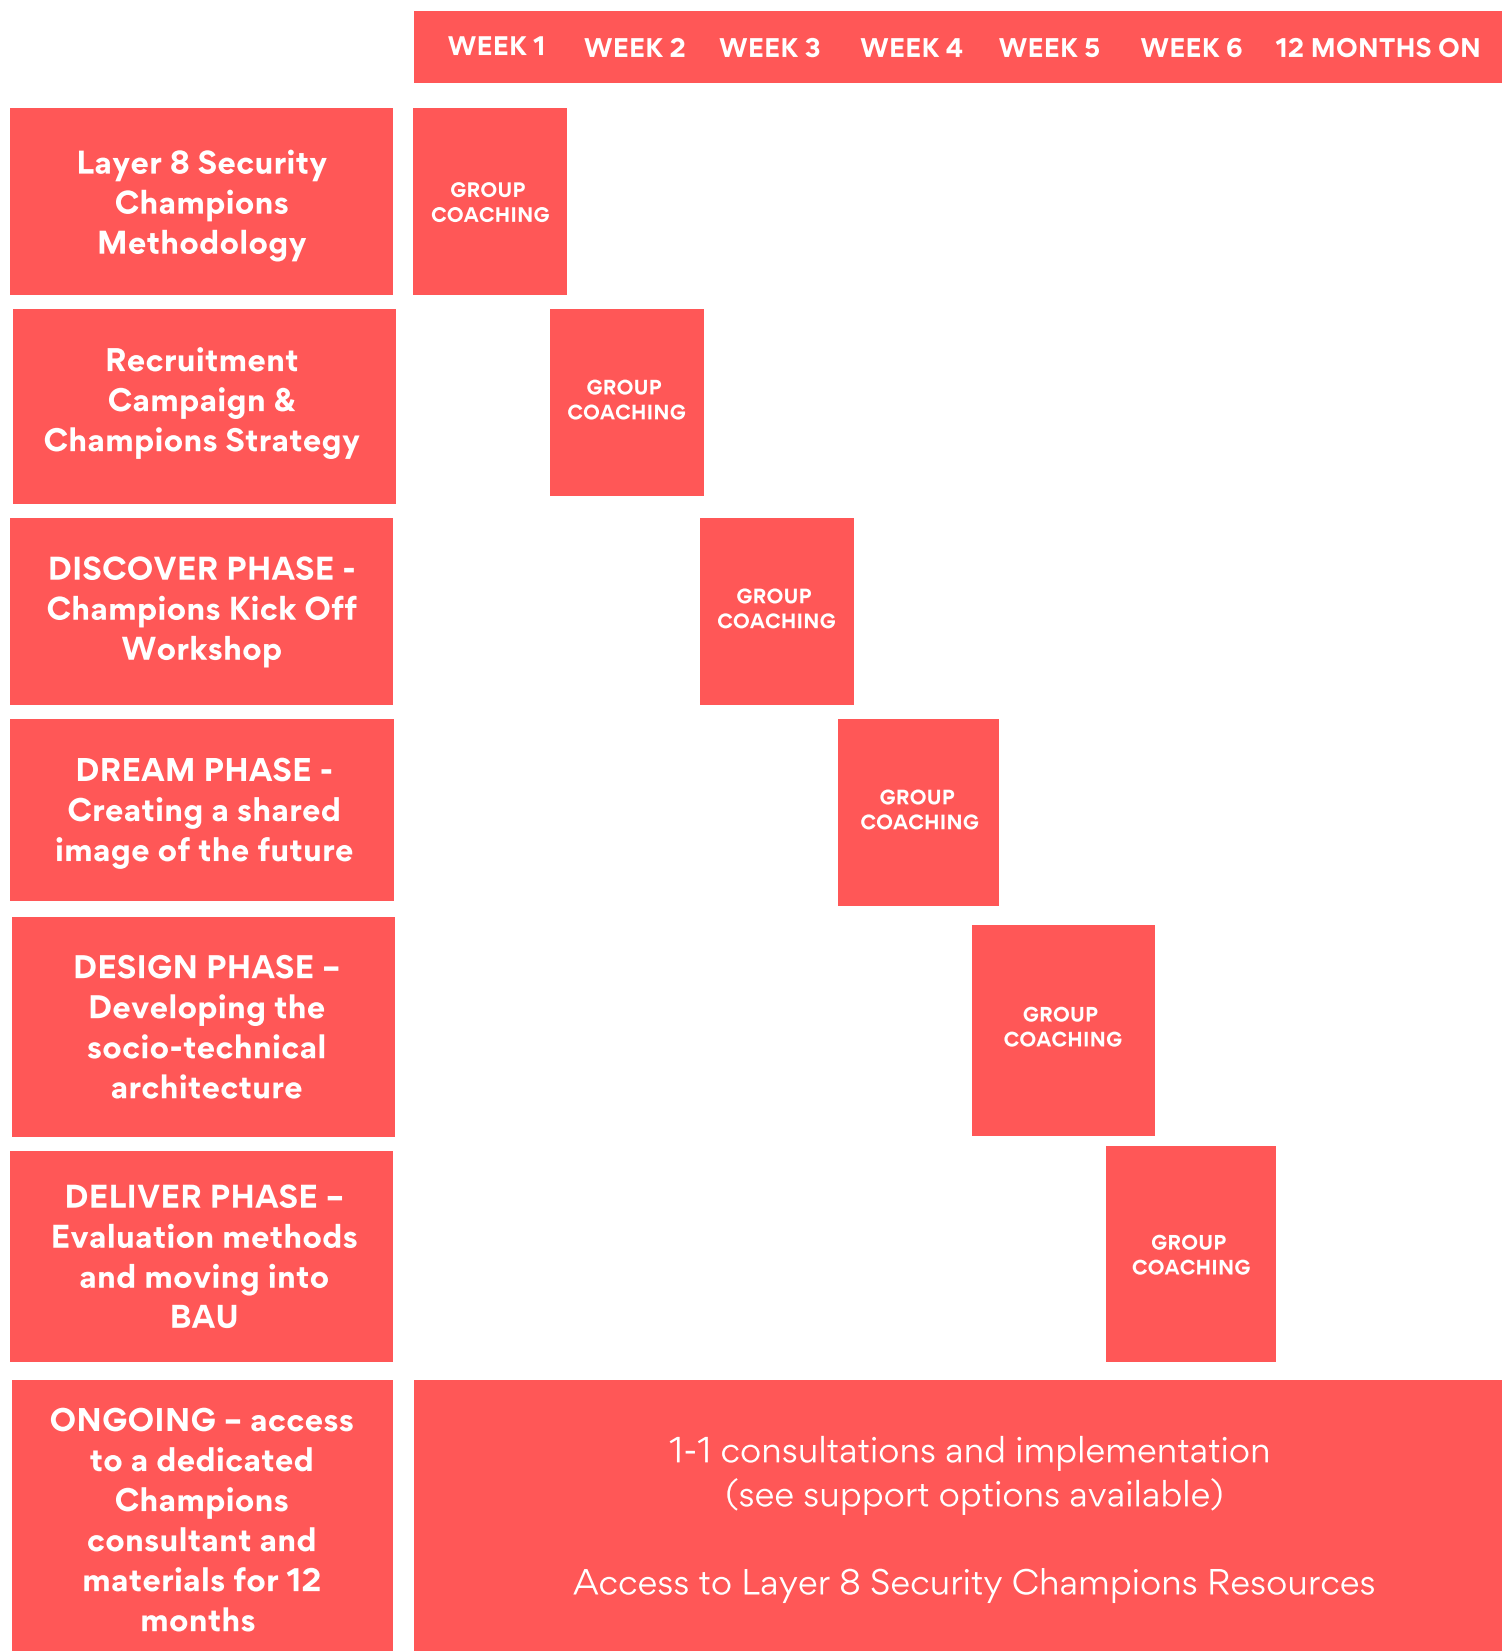 WEEK 1 WEEK 2 WEEK 3 WEEK 4 WEEK 5 WEEK 6 12 MONTHS ON
Layer 8 Security
Champions
Methodology
GROUP
COACHING
Recruitment
Campaign &
Champions Strategy
GROUP
COACHING
DISCOVER PHASE -
Champions Kick Off
Workshop
GROUP
COACHING
DREAM PHASE -
Creating a shared
image of the future
GROUP
COACHING
DESIGN PHASE –
Developing the
socio-technical
architecture
GROUP
COACHING
DELIVER PHASE –
Evaluation methods
and moving into
BAU
GROUP
COACHING
ONGOING – access
to a dedicated
Champions
consultant and
materials for 12
months
1-1 consultations and implementation
(see support options available)
Access to Layer 8 Security Champions Resources